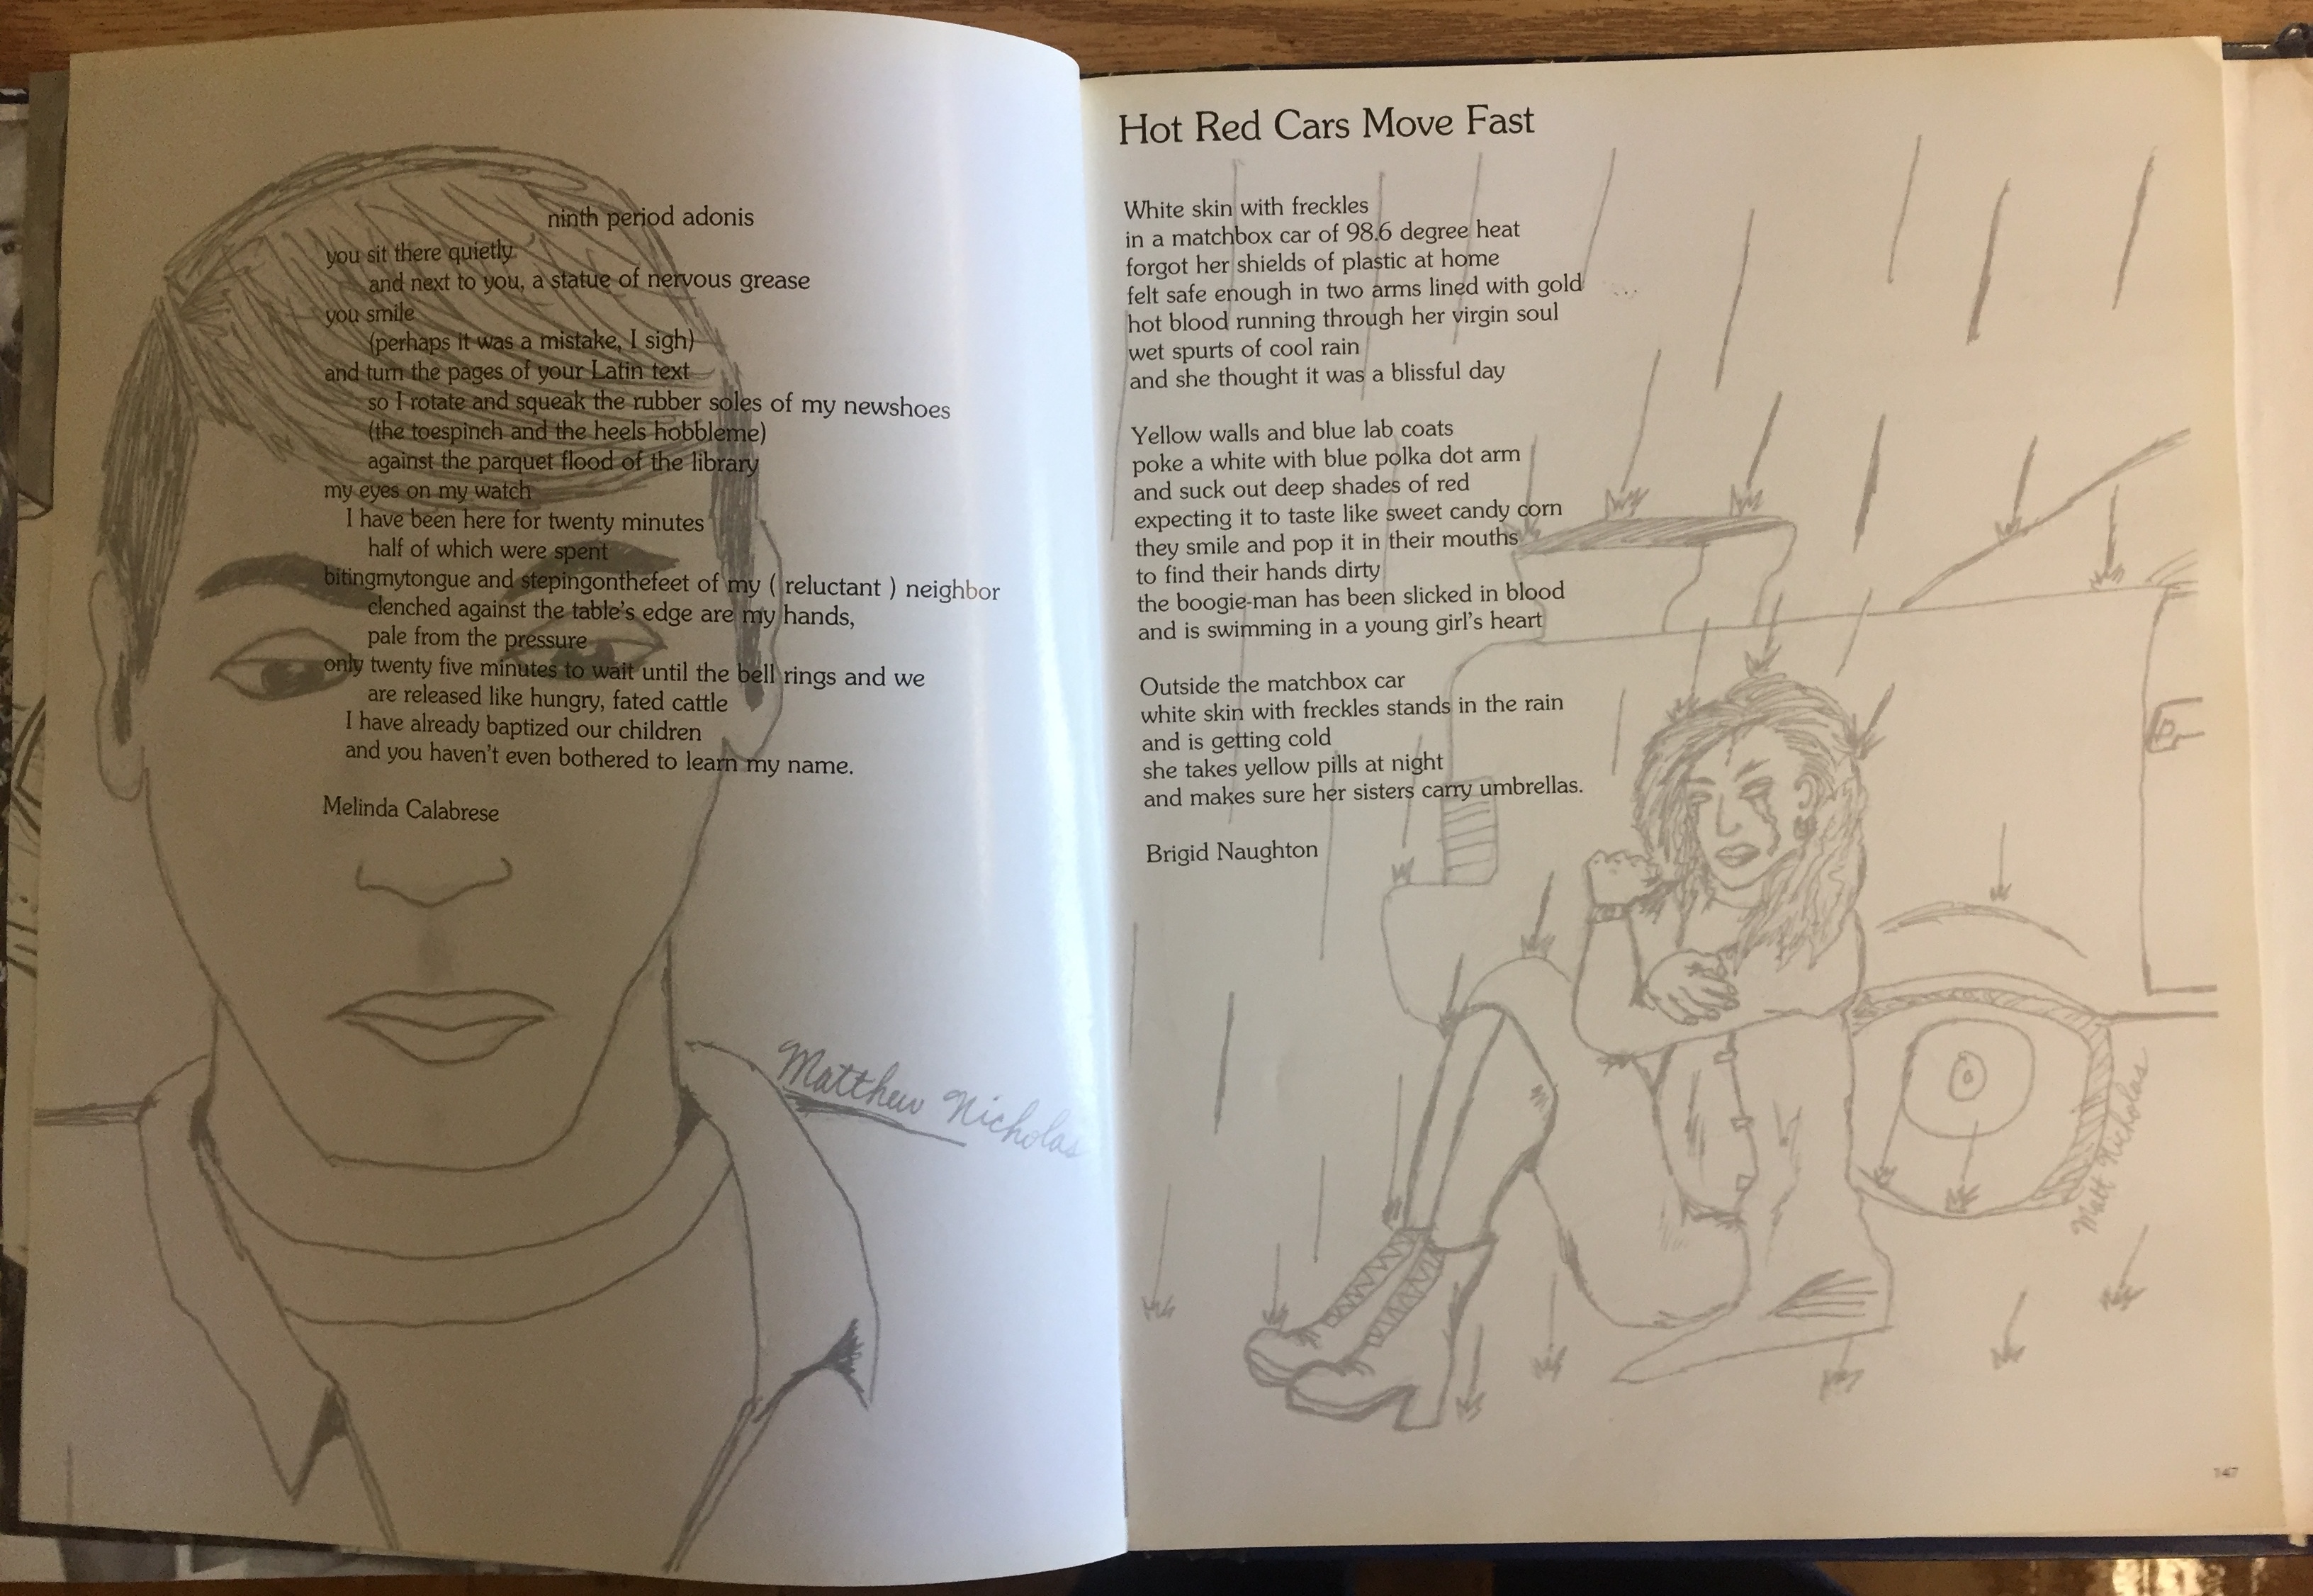 ninth period adonis
you sit there quietly
and next to you, a statue of nervous grease
you smile
(perhaps it was a mistake, I sigh)
and turn the pages of your Latin text
so I rotate and squeak the rubber soles of my newshoes
(the toespinch and the heels hobbleme)
against the parquet flood of the library
my eyes on my watch
I have been here for twenty minutes
half of which were spent
bitingmytongue and stepingonthefeet of my ( reluctant ) neighbor
clenched against the table's edge are my hands,
pale from the pressure
only twenty five minutes to wait until the bell rings and we
are released like hungry, fated cattle
I have already baptized our children
and you haven't even bothered to learn my name.
Melinda Calabrese
Matthew Nicholas
Hot Red Cars Move Fast
White skin with freckles
in a matchbox car of 98.6 degree heat
forgot her shields of plastic at home
felt safe enough in two arms lined with gold
hot blood running through her virgin soul
wet spurts of cool rain
and she thought it was a blissful day
Yellow walls and blue lab coats
poke a white with blue polka dot arm
and suck out deep shades of red
expecting it to taste like sweet candy corn
they smile and pop it in their mouths
to find their hands dirty
the boogie-man has been slicked in blood
and is swimming in a young girl's heart
Outside the matchbox car
white skin with freckles stands in the rain
and is getting cold
she takes yellow pills at night
and makes sure her sisters carry umbrellas.
Brigid Naughton
Matt Nicholas
147